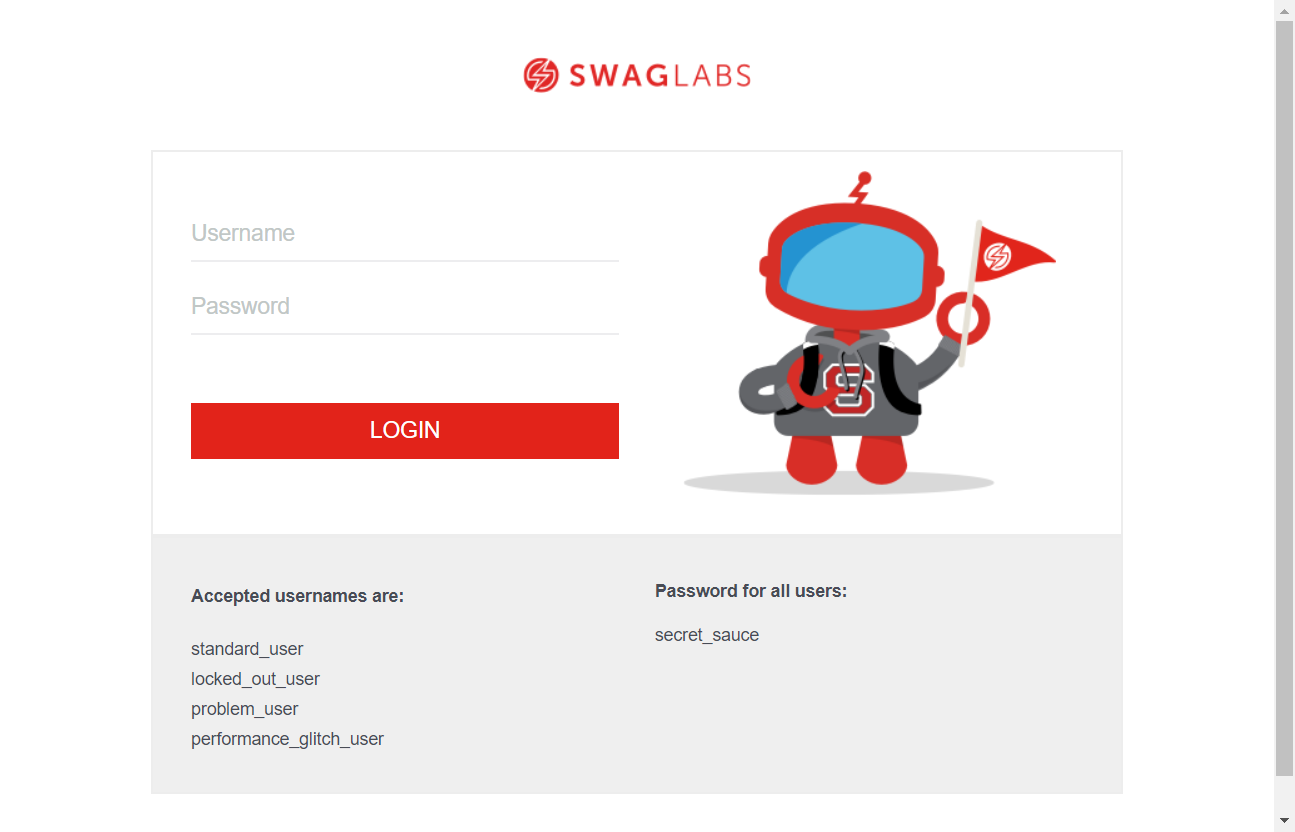 SWAGLABS
Username
Password
LOGIN
S
Accepted usernames are:
standard_user
locked_out_user
problem_user
performance_glitch_user
Password for all users:
secret_sauce